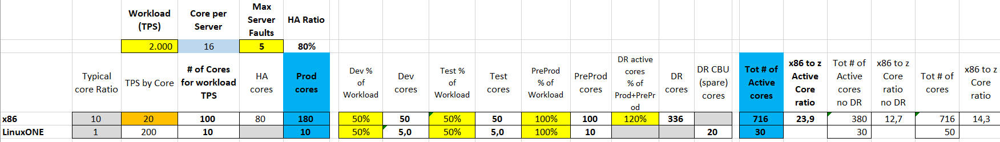 Workload (TPS) Core per Server Max Server Faults HA Ratio
2.000 16 5 80%
Typical core Ratio TPS by Core # of Cores for workload TPS HA cores Prod cores Dev % of Workload Dev cores Test % of Workload Test cores PreProd % of Workload PreProd cores DR active cores % of Prod+PrePr od DR cores DR CBU (spare) cores Tot # of Active cores x86 to z Active Core ratio Tot # of Active cores no DR x86 to z Core ratio no DR Tot # of cores x86 to z Core ratio
x86 10 20 100 80 180 50% 50 50% 50 100% 100 120% 336 716 23,9 380 12,7 716 14,3
LinuxONE 1 200 10 10 50% 5,0 50% 5,0 100% 10 20 30 30 50